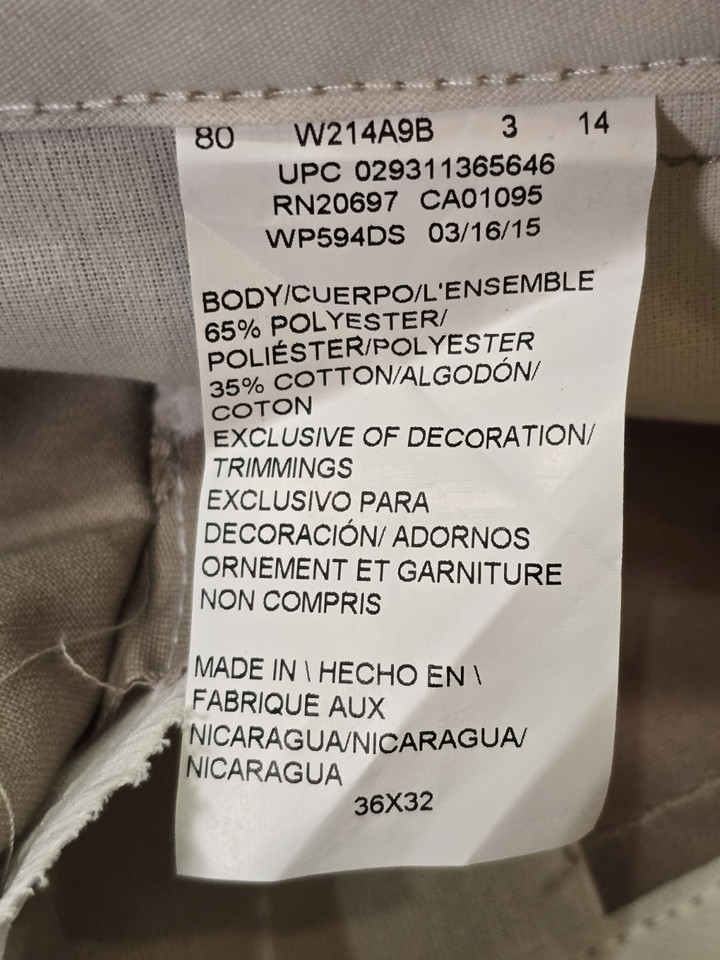 80 W214A9B 3 14
UPC 029311365646
RN20697 CA01095
WP594DS 03/16/15
BODY/CUERPO/L'ENSEMBLE
65% POLYESTER/
POLIÉSTER/POLYESTER
35% COTTON/ALGODÓN/
COTON
EXCLUSIVE OF DECORATION/
TRIMMINGS
EXCLUSIVO PARA
DECORACIÓN/ ADORNOS
ORNEMENT ET GARNITURE
NON COMPRIS
MADE IN \ HECHO EN \
FABRIQUE AUX
NICARAGUA/NICARAGUA/
NICARAGUA
36X32